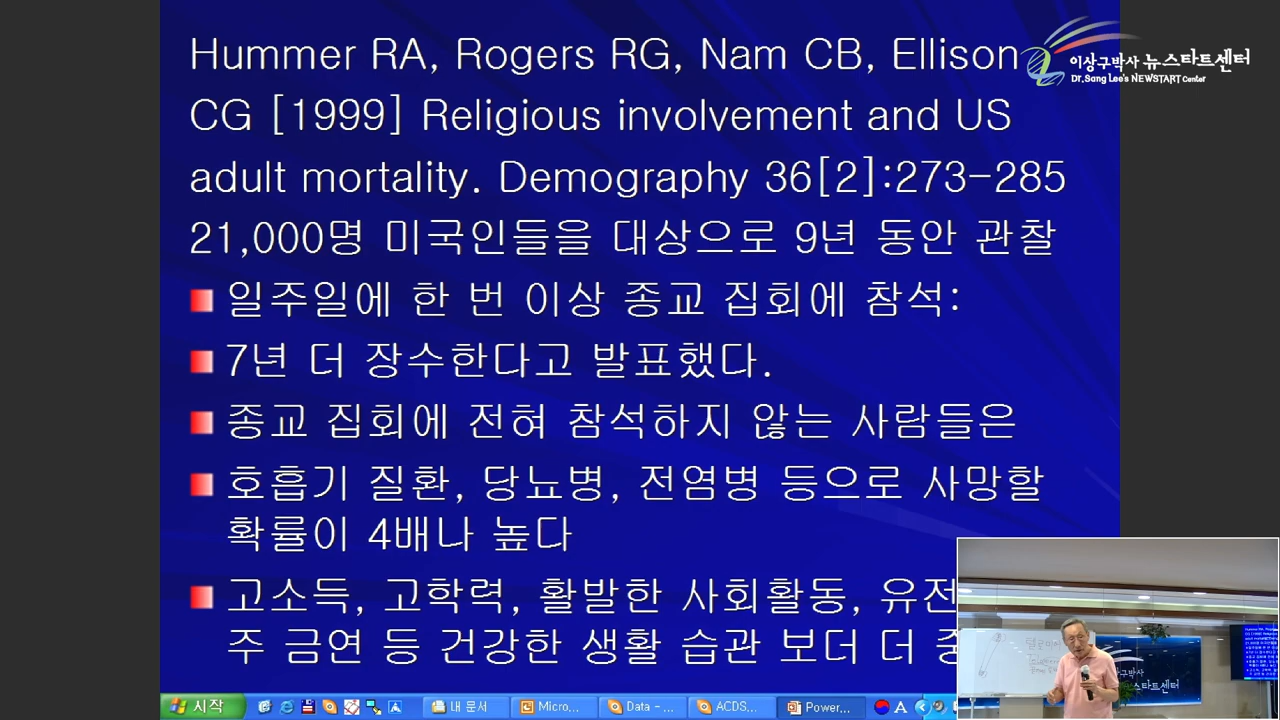 Hummer RA, Rogers RG, Nam CB, Ellison
CG [1999] Religious involvement and US
adult mortality. Demography 36[2]:273-285
21,000명 미국인들을 대상으로 9년 동안 관찰
일주일에 한 번 이상 종교 집회에 참석:
7년 더 장수한다고 발표했다.
종교 집회에 전혀 참석하지 않는 사람들은
호흡기 질환, 당뇨병, 전염병 등으로 사망할
확률이 4배나 높다
고소득, 고학력, 활발한 사회활동, 유전
주 금연 등 건강한 생활 습관 보더 더
이상구박사 뉴스타트센터
Dr. Sang Lee's NEWSTART Center
시작
내 문서
Micro...
Data - ...
ACDS...
Power...
A